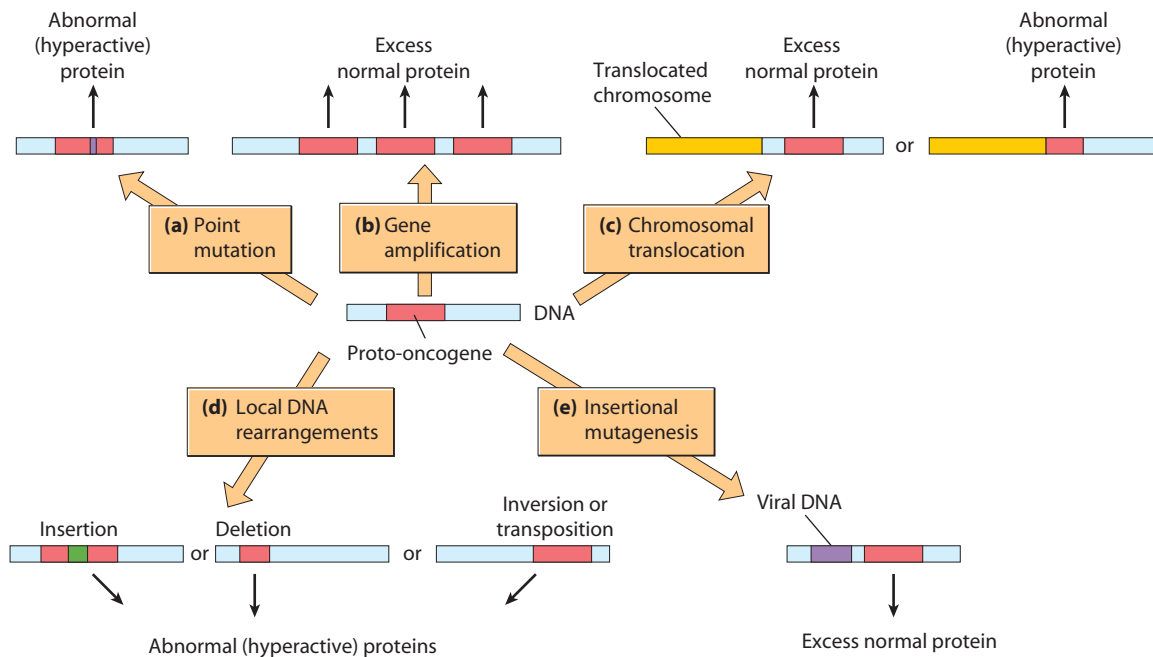 Abnormal
(hyperactive)
protein
Excess
normal protein
Translocated
chromosome
Excess
normal protein
or
Abnormal
(hyperactive)
protein
(a) Point
mutation
(b) Gene
amplification
(c) Chromosomal
translocation
DNA
Proto-oncogene
(d) Local DNA
rearrangements
(e) Insertional
mutagenesis
Insertion
or
Deletion
or
Inversion or
transposition
Viral DNA
Abnormal (hyperactive) proteins
Excess normal protein